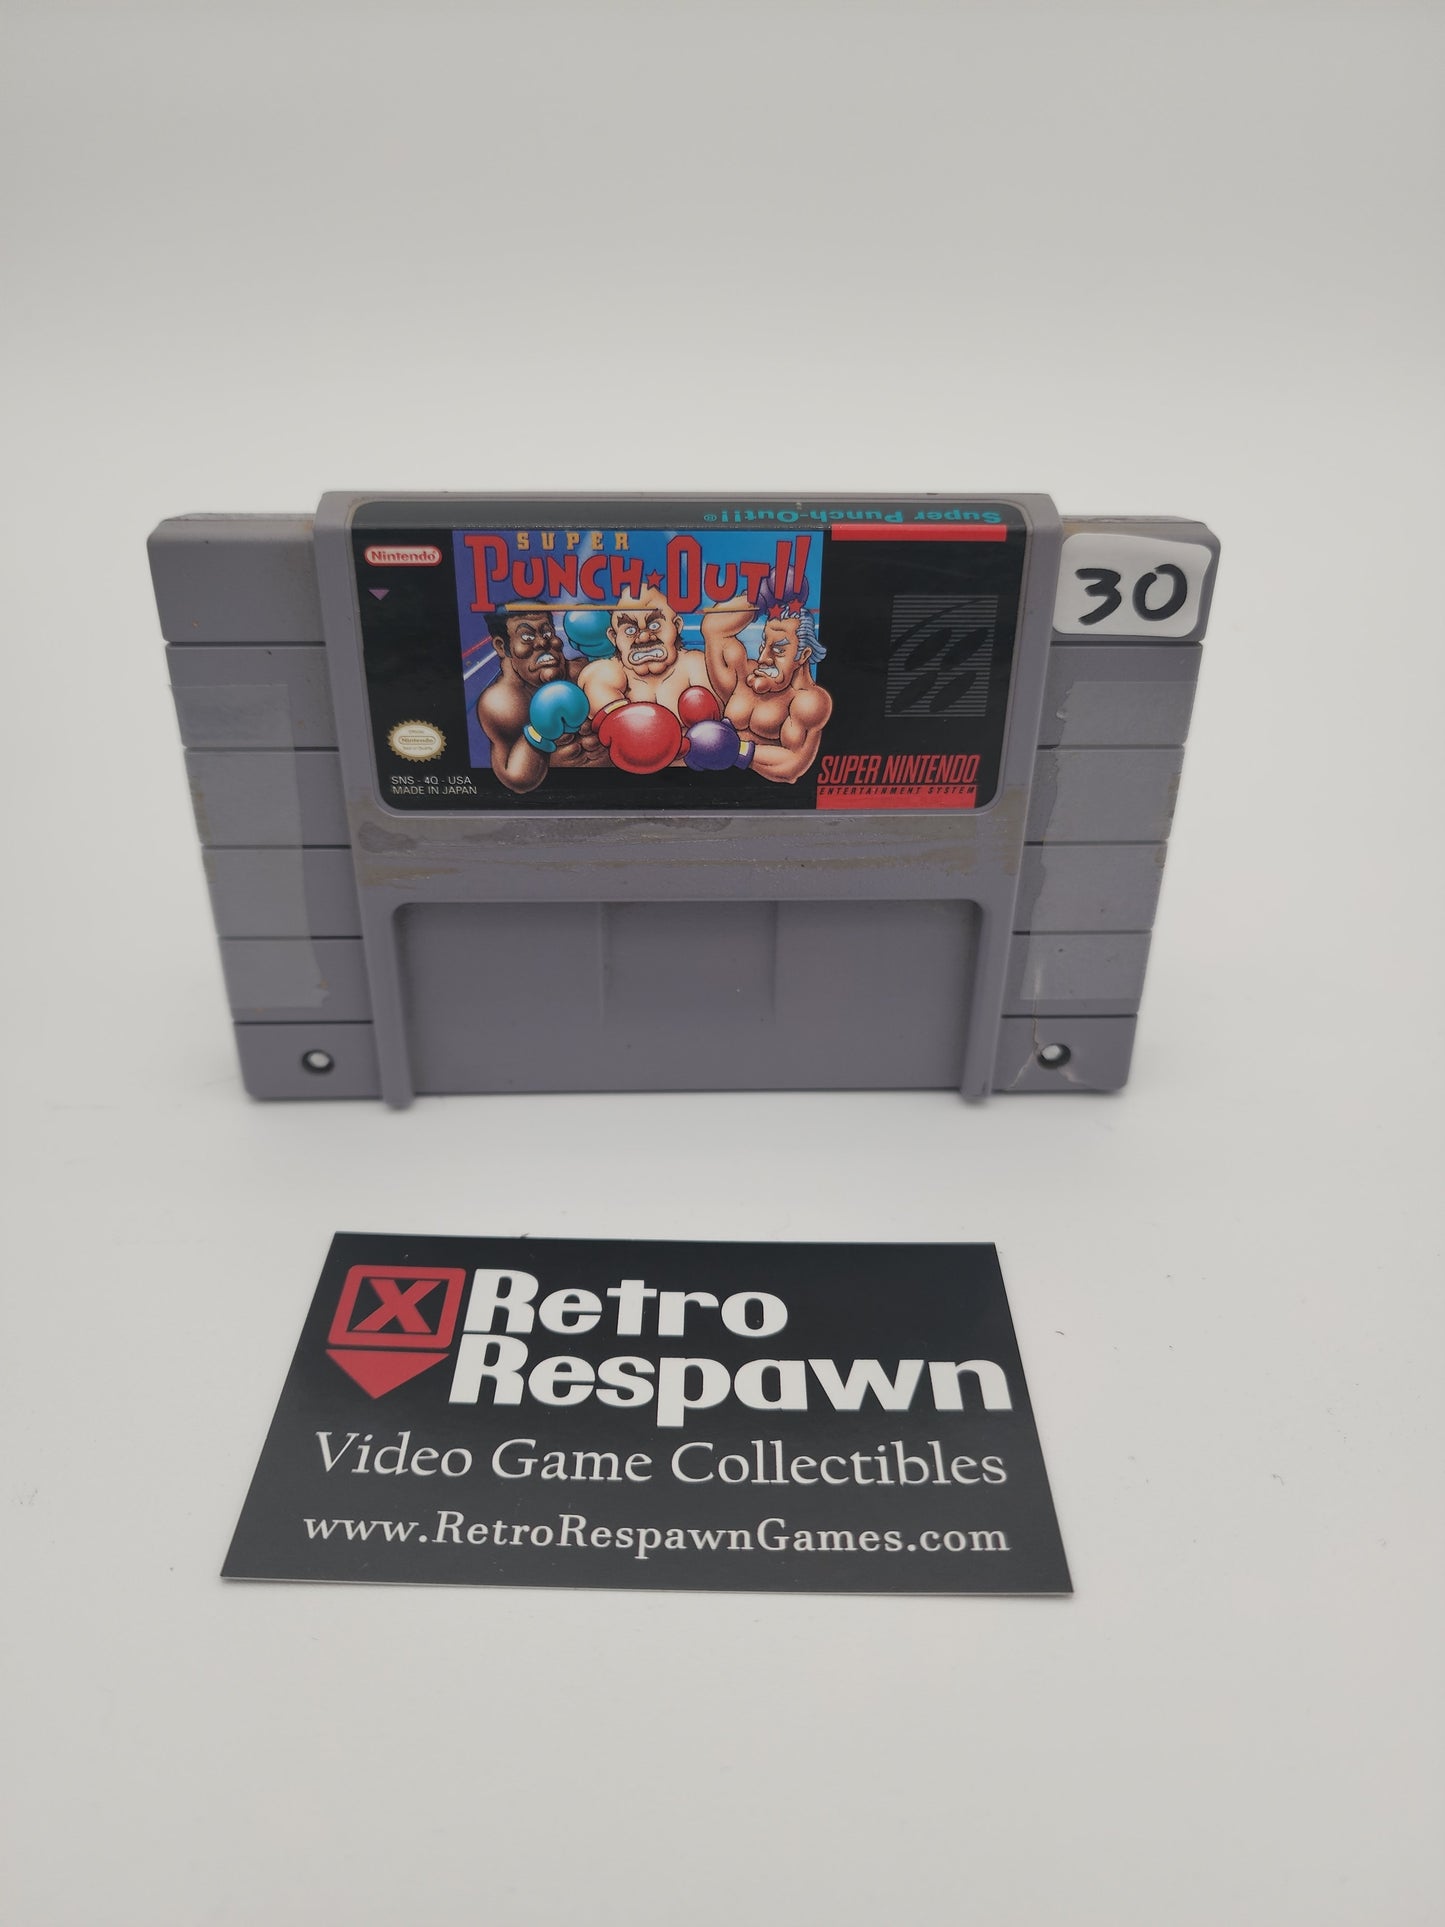 Super Punch-Out!!®
Nintendo®
SUPER
PUNCH★OUT!!
30
Nintendo
SNS - 4Q - USA
MADE IN JAPAN
SUPER NINTENDO
ENTERTAINMENT SYSTEM
X Retro
Respawn
Video Game Collectibles
www.RetroRespawnGames.com